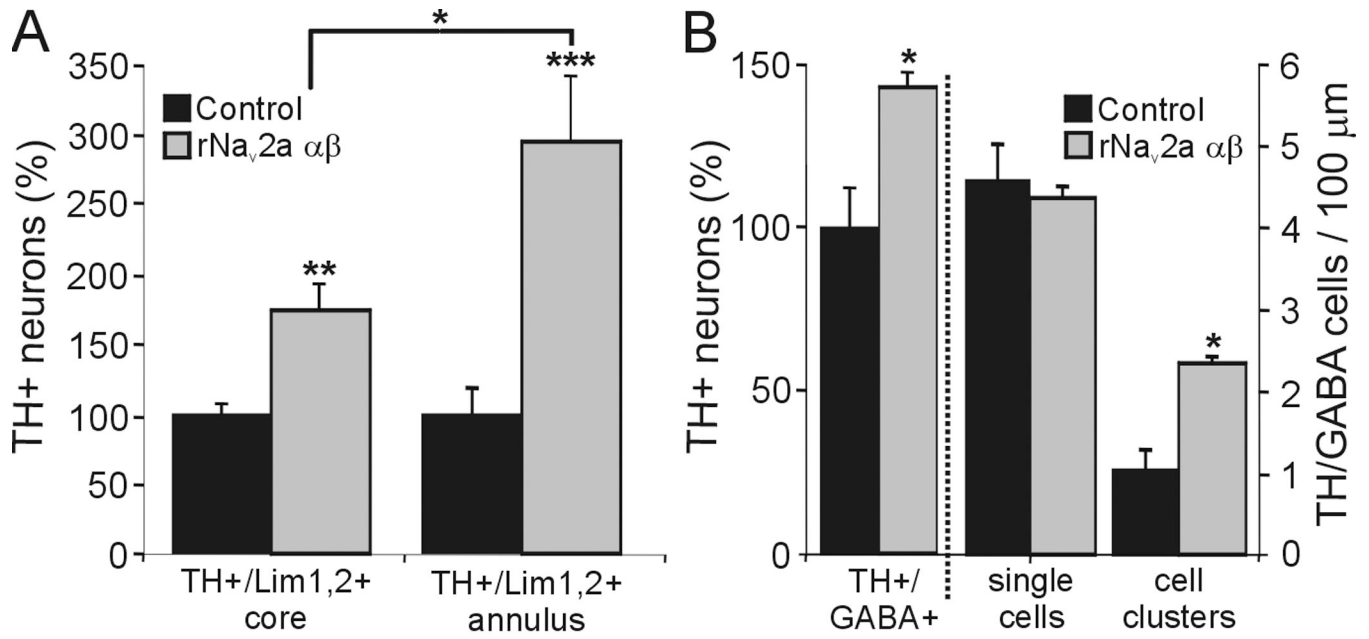 A
*
***
350
300
250
200
150
100
50
0
TH+ neurons (%)
Control
rNaᵥ2a αβ
**
TH+/Lim1,2+
core
TH+/Lim1,2+
annulus
B
150
100
50
0
TH+ neurons (%)
*
Control
rNaᵥ2a αβ
*
6
5
4
3
2
1
0
TH/GABA cells / 100 µm
TH+/
GABA+
single
cells
cell
clusters